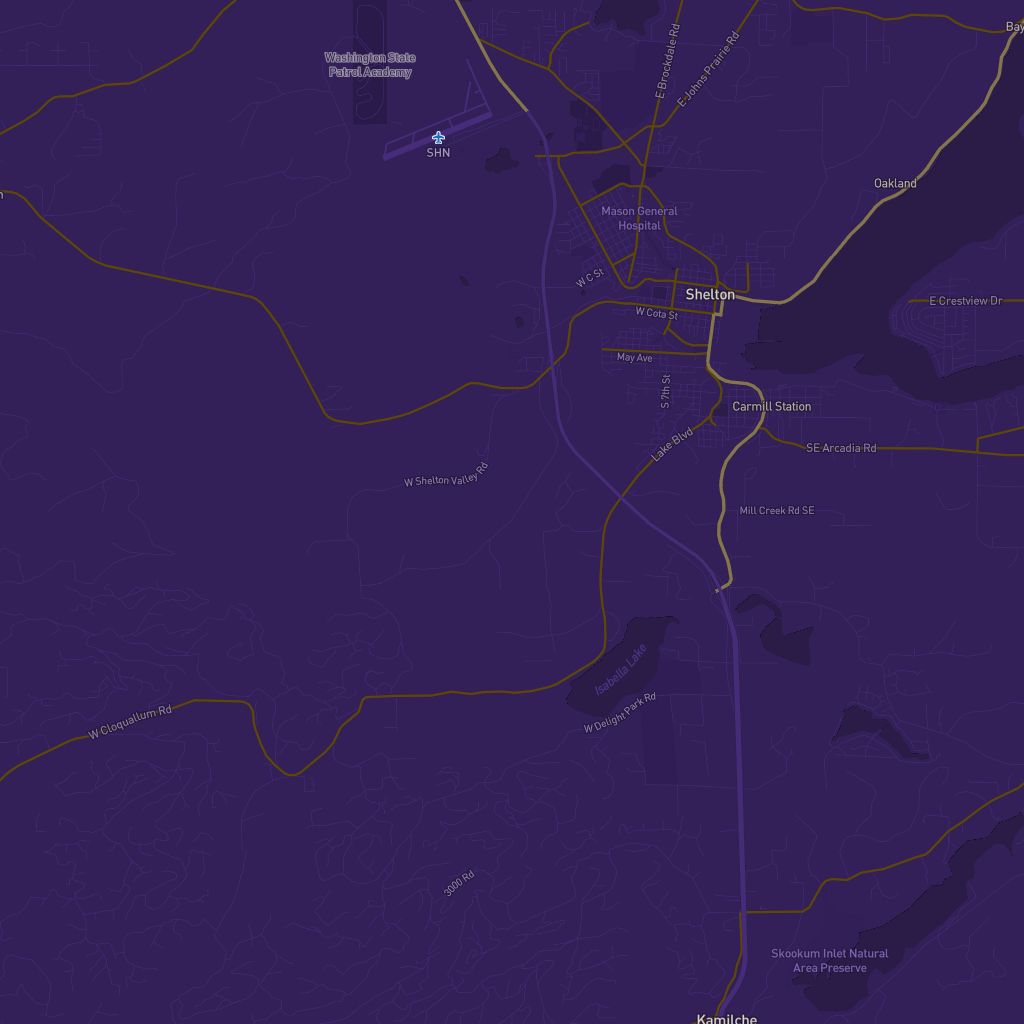 Bay
Washington State
Patrol Academy
E Brockdale Rd
E Johns Prairie Rd
SHN
Oakland
n
Mason General
Hospital
W C St
Shelton
E Crestview Dr
W Cota St
May Ave
S 7th St
Carmill Station
Lake Blvd
SE Arcadia Rd
W Shelton Valley Rd
Mill Creek Rd SE
Isabella Lake
W Delight Park Rd
W Cloquallum Rd
3000 Rd
Skookum Inlet Natural
Area Preserve
Kamilche